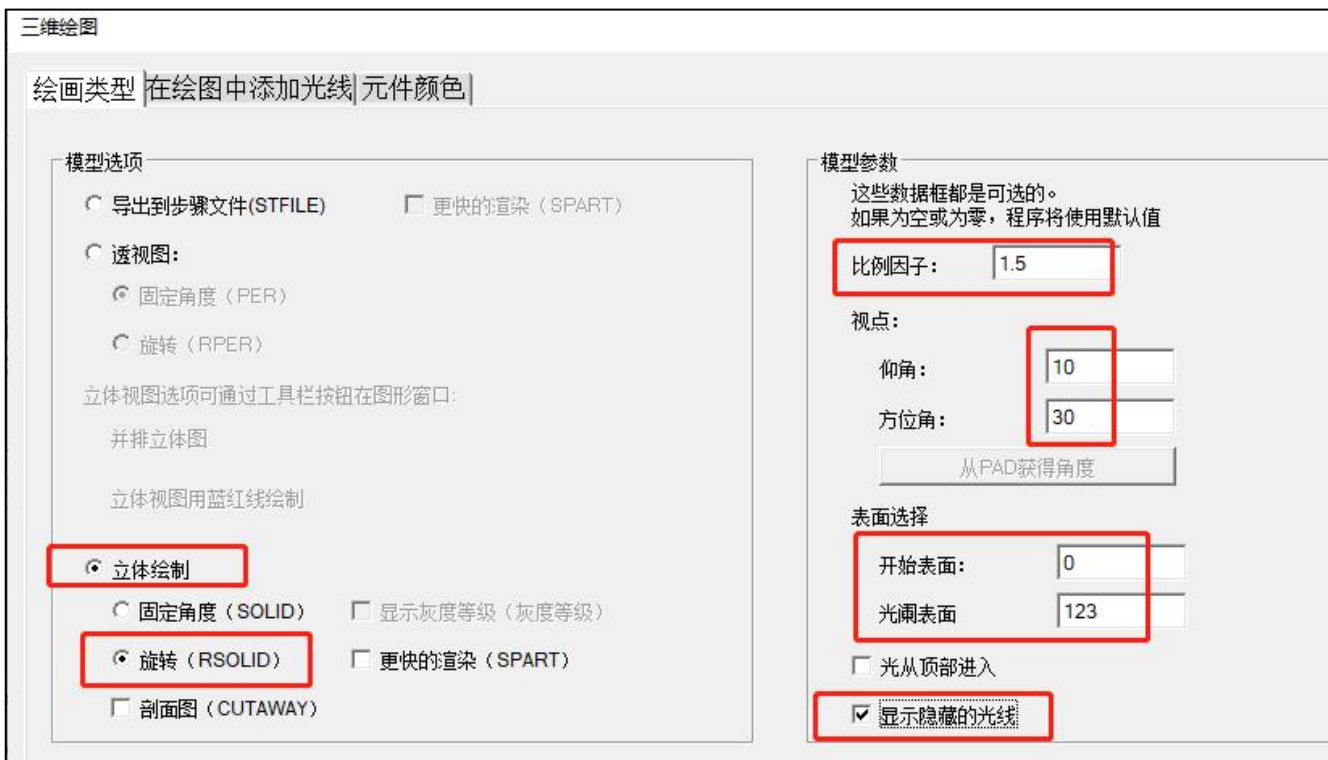 三维绘图
绘画类型 在绘图中添加光线 元件颜色
模型选项
导出到步骤文件(STFILE) 更快的渲染（SPART）
透视图：
固定角度（PER）
旋转（RPER）
立体视图选项可通过工具栏按钮在图形窗口:
并排立体图
立体视图用蓝红线绘制
立体绘制
固定角度（SOLID） 显示灰度等级（灰度等级）
旋转（RSOLID） 更快的渲染（SPART）
剖面图（CUTAWAY）
模型参数
这些数据框都是可选的。
如果为空或为零，程序将使用默认值
比例因子： 1.5
视点：
仰角： 10
方位角： 30
从PAD获得角度
表面选择
开始表面： 0
光阑表面 123
光从顶部进入
显示隐藏的光线